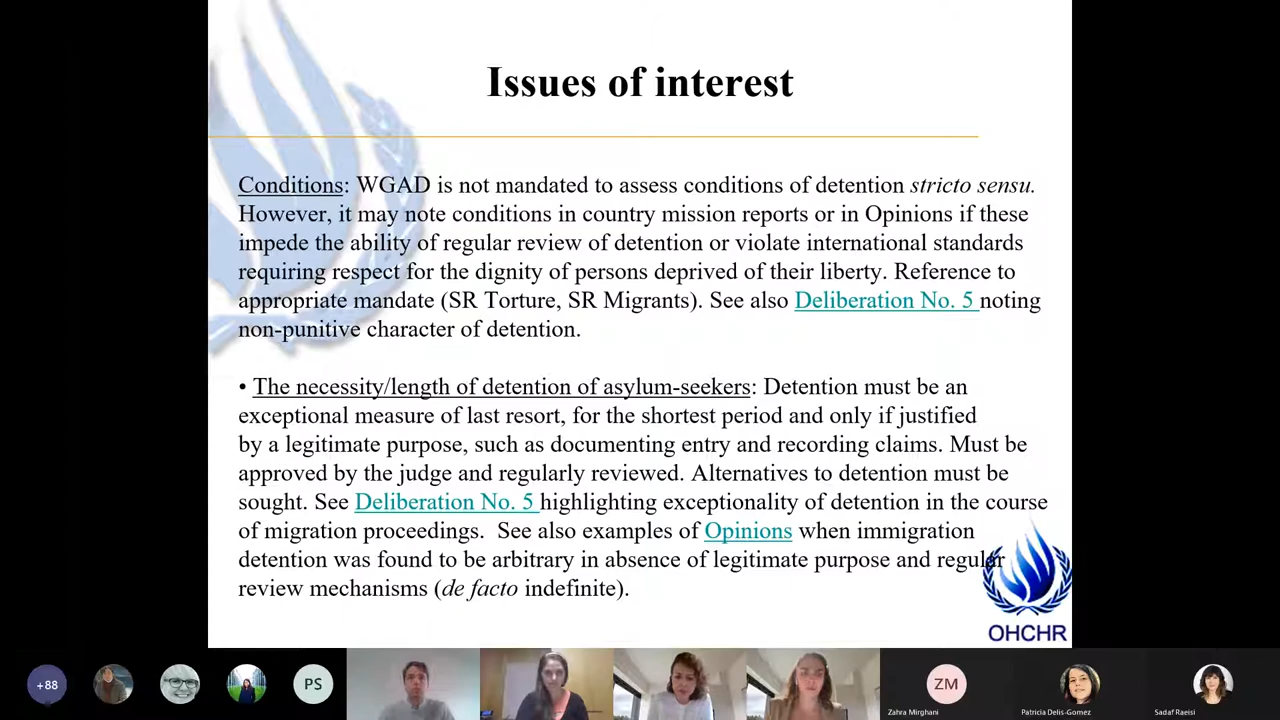 Issues of interest
Conditions: WGAD is not mandated to assess conditions of detention stricto sensu.
However, it may note conditions in country mission reports or in Opinions if these
impede the ability of regular review of detention or violate international standards
requiring respect for the dignity of persons deprived of their liberty. Reference to
appropriate mandate (SR Torture, SR Migrants). See also Deliberation No. 5 noting
non-punitive character of detention.
• The necessity/length of detention of asylum-seekers: Detention must be an
exceptional measure of last resort, for the shortest period and only if justified
by a legitimate purpose, such as documenting entry and recording claims. Must be
approved by the judge and regularly reviewed. Alternatives to detention must be
sought. See Deliberation No. 5 highlighting exceptionality of detention in the course
of migration proceedings. See also examples of Opinions when immigration
detention was found to be arbitrary in absence of legitimate purpose and regular
review mechanisms (de facto indefinite).
OHCHR
+88
PS
ZM
Zahra Mirghani
Patricia Delis-Gomez
Sadaf Raeisi